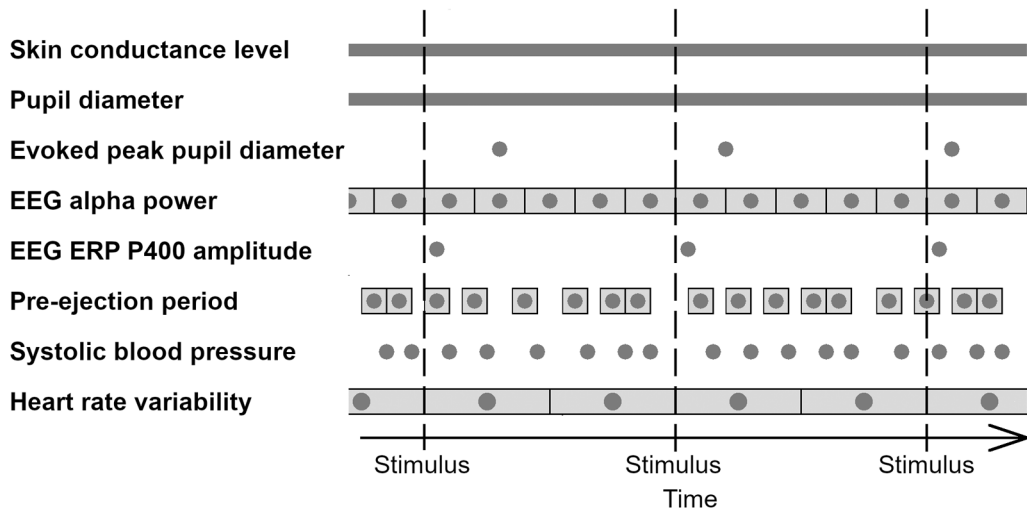 Skin conductance level
Pupil diameter
Evoked peak pupil diameter
EEG alpha power
EEG ERP P400 amplitude
Pre-ejection period
Systolic blood pressure
Heart rate variability
Stimulus Stimulus Stimulus
Time